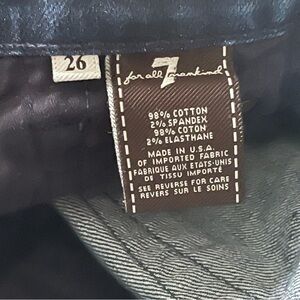 26
for all 7 mankind
98% COTTON
2% SPANDEX
98% COTON
2% ELASTHANE
MADE IN U.S.A.
OF IMPORTED FABRIC
FABRIQUE AUX ETATS-UNIS
DE TISSU IMPORTÉ
SEE REVERSE FOR CARE
REVERS SUR LE SOINS